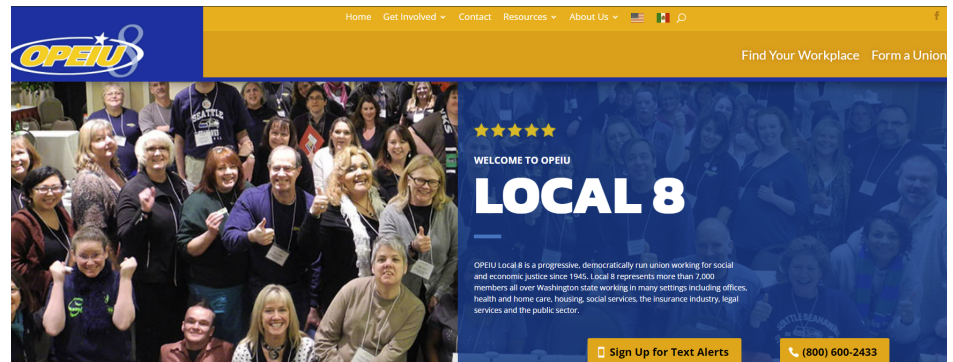 Home Get Involved Contact Resources About Us
OPEIU 8
Find Your Workplace Form a Union
SEATTLE
WELCOME TO OPEIU
LOCAL 8
OPEIU Local 8 is a progressive, democratically run union working for social
and economic justice since 1945. Local 8 represents more than 7,000
members all over Washington state working in many settings including offices,
health and home care, housing, social services, the insurance industry, legal
services and the public sector.
Sign Up for Text Alerts (800) 600-2433